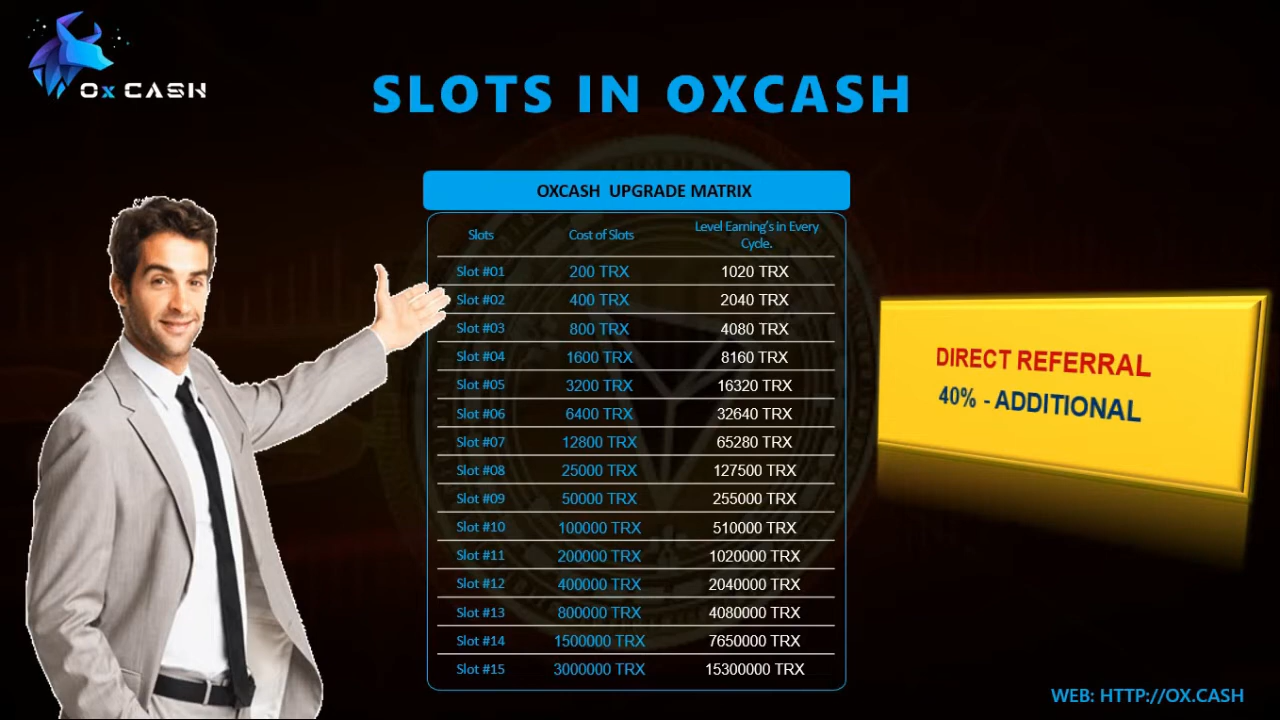 Ox CASH
SLOTS IN OXCASH
OXCASH UPGRADE MATRIX
Slots Cost of Slots Level Earning's in Every Cycle.
Slot #01 200 TRX 1020 TRX
Slot #02 400 TRX 2040 TRX
Slot #03 800 TRX 4080 TRX
Slot #04 1600 TRX 8160 TRX
Slot #05 3200 TRX 16320 TRX
Slot #06 6400 TRX 32640 TRX
Slot #07 12800 TRX 65280 TRX
Slot #08 25000 TRX 127500 TRX
Slot #09 50000 TRX 255000 TRX
Slot #10 100000 TRX 510000 TRX
Slot #11 200000 TRX 1020000 TRX
Slot #12 400000 TRX 2040000 TRX
Slot #13 800000 TRX 4080000 TRX
Slot #14 1500000 TRX 7650000 TRX
Slot #15 3000000 TRX 15300000 TRX
DIRECT REFERRAL
40% - ADDITIONAL
WEB: HTTP://OX.CASH